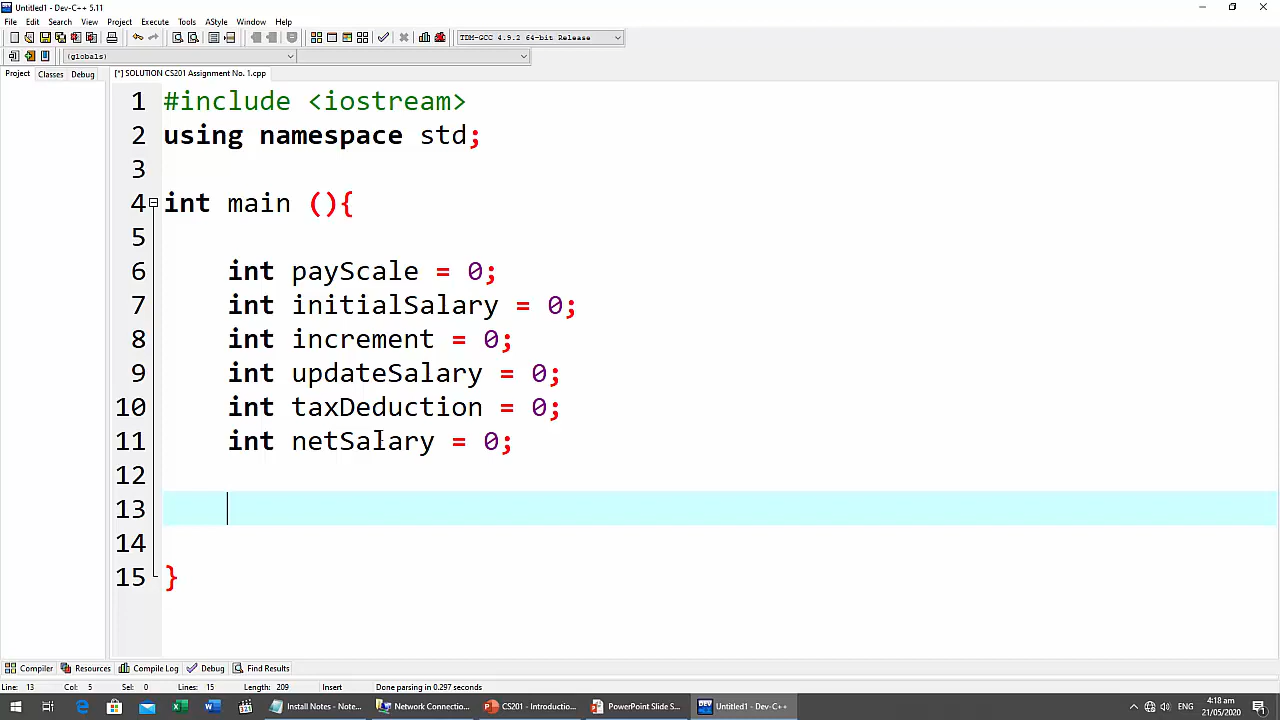 Untitled1 - Dev-C++ 5.11
File Edit Search View Project Execute Tools AStyle Window Help
TDM-GCC 4.9.2 64-bit Release
(globals)
Project Classes Debug
[*] SOLUTION CS201 Assignment No. 1.cpp
1 #include <iostream>
2 using namespace std;
3
4 int main (){
5
6 int payScale = 0;
7 int initialSalary = 0;
8 int increment = 0;
9 int updateSalary = 0;
10 int taxDeduction = 0;
11 int netSalary = 0;
12
13
14
15 }
Compiler Resources Compile Log Debug Find Results
Line: 13 Col: 5 Sel: 0 Lines: 15 Length: 209 Insert Done parsing in 0.297 seconds
Install Notes - Note... Network Connectio... CS201 - Introductio... PowerPoint Slide S... Untitled1 - Dev-C++ ENG 4:18 am
21/05/2020